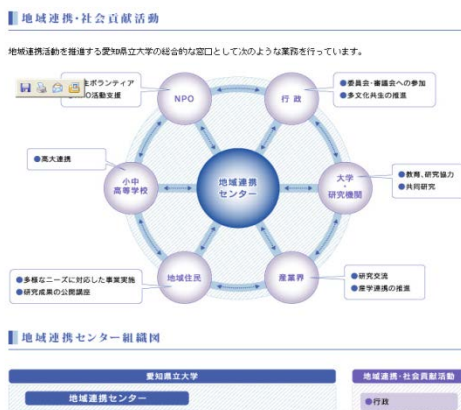 地域連携・社会貢献活動
地域連携活動を推進する愛知県立大学の総合的な窓口として次のような業務を行っています。
生ボランティア
O活動支援
NPO
行政
●委員会・審議会への参加
●多文化共生の推進
●高大連携
小中
高等学校
地域連携
センター
大学
・
研究機関
●教育、研究協力
●共同研究
●多様なニーズに対応した事業実施
●研究成果の公開講座
地域住民
産業界
●研究交流
●産学連携の推進
地域連携センター組織図
愛知県立大学
地域連携・社会貢献活動
地域連携センター
●行政